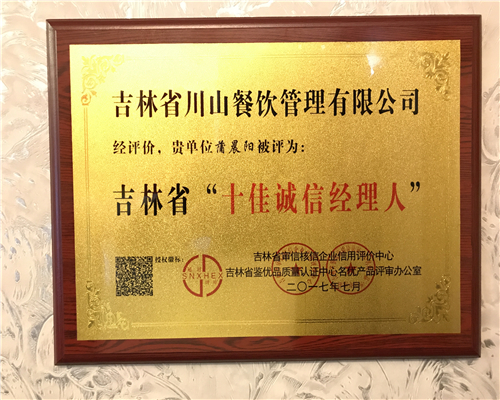 吉林省川山餐饮管理有限公司
经评价，贵单位蒲晨阳被评为：
吉林省“十佳诚信经理人”
授权徽标：
SNXHEX
吉林省审信核信企业信用评价中心
吉林省鉴优品质量认证中心名优产品评审办公室
二〇一七年七月